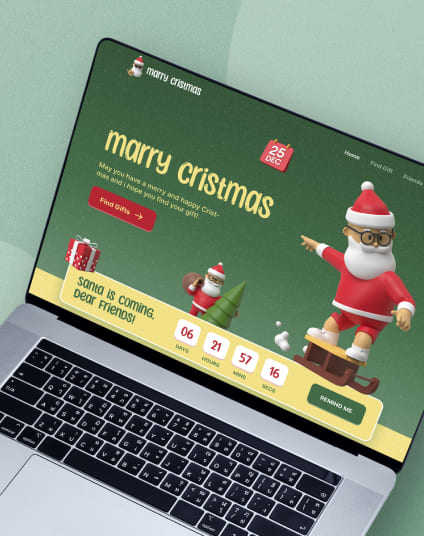 marry cristmas
Home
Find Gift
Friends
25
DEC
marry cristmas
May you have a merry and happy Crist-
mas and i hope you find your gift!
Find Gifts
Santa is coming,
Dear Friends!
06
21
57
16
DAYS
HOURS
MINS
SECS
REMIND ME